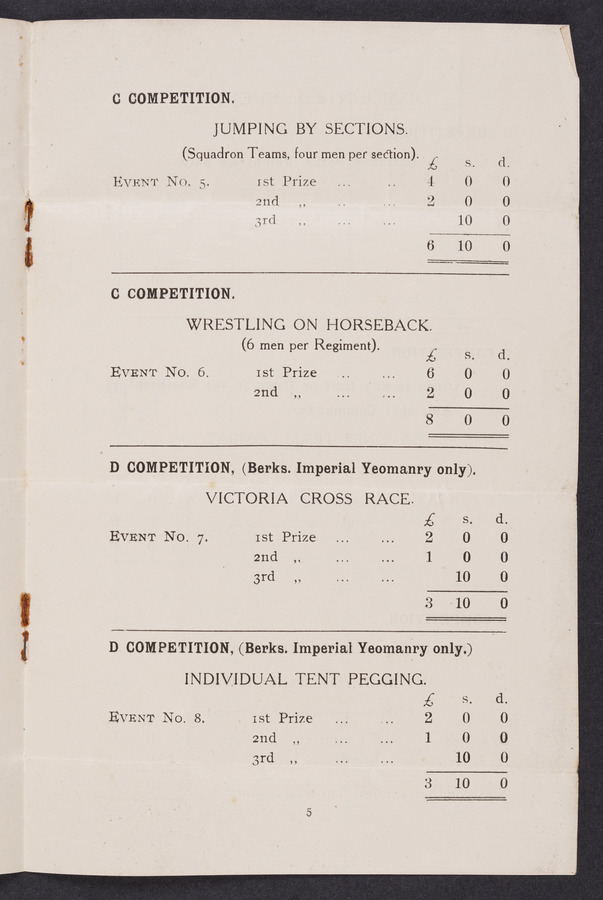 C COMPETITION.
JUMPING BY SECTIONS.
(Squadron Teams, four men per section).
£ s. d.
EVENT NO. 5. 1st Prize ... .. 4 0 0
2nd ,, .. ... 2 0 0
3rd ,, ... ... 10 0
6 10 0
C COMPETITION.
WRESTLING ON HORSEBACK.
(6 men per Regiment).
£ s. d.
EVENT NO. 6. 1st Prize .. ... 6 0 0
2nd ,, ... ... 2 0 0
8 0 0
D COMPETITION, (Berks. Imperial Yeomanry only).
VICTORIA CROSS RACE.
£ s. d.
EVENT NO. 7. 1st Prize ... ... 2 0 0
2nd ,, ... ... 1 0 0
3rd ,, ... ... 10 0
3 10 0
D COMPETITION, (Berks. Imperial Yeomanry only.)
INDIVIDUAL TENT PEGGING.
£ s. d.
EVENT NO. 8. 1st Prize ... ... 2 0 0
2nd ,, ... ... 1 0 0
3rd ,, ... ... 10 0
3 10 0
5